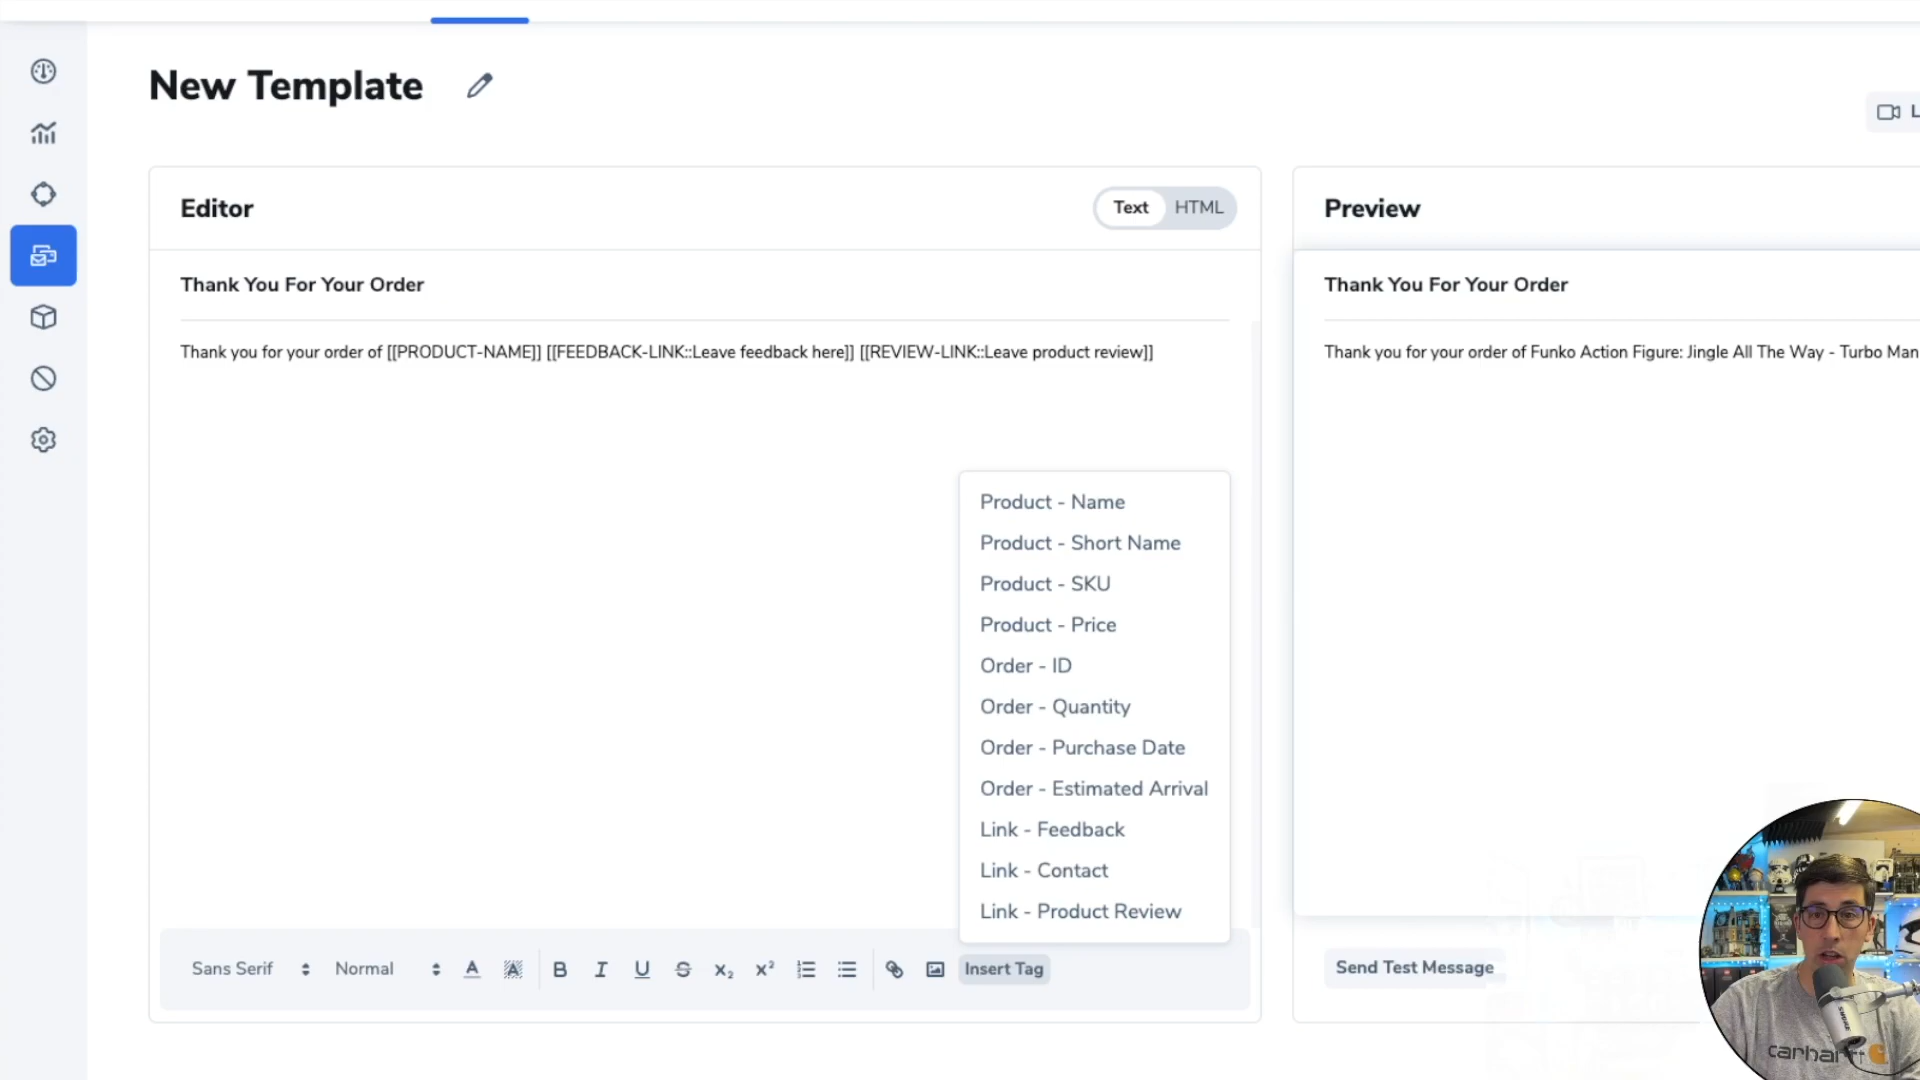 New Template
L
Editor
Text HTML
Preview
Thank You For Your Order
Thank You For Your Order
Thank you for your order of [[PRODUCT-NAME]] [[FEEDBACK-LINK::Leave feedback here]] [[REVIEW-LINK::Leave product review]]
Thank you for your order of Funko Action Figure: Jingle All The Way - Turbo Man
Product - Name
Product - Short Name
Product - SKU
Product - Price
Order - ID
Order - Quantity
Order - Purchase Date
Order - Estimated Arrival
Link - Feedback
Link - Contact
Link - Product Review
Sans Serif Normal A A B I U S x₂ x² Insert Tag
Send Test Message
SHURE
carhartt